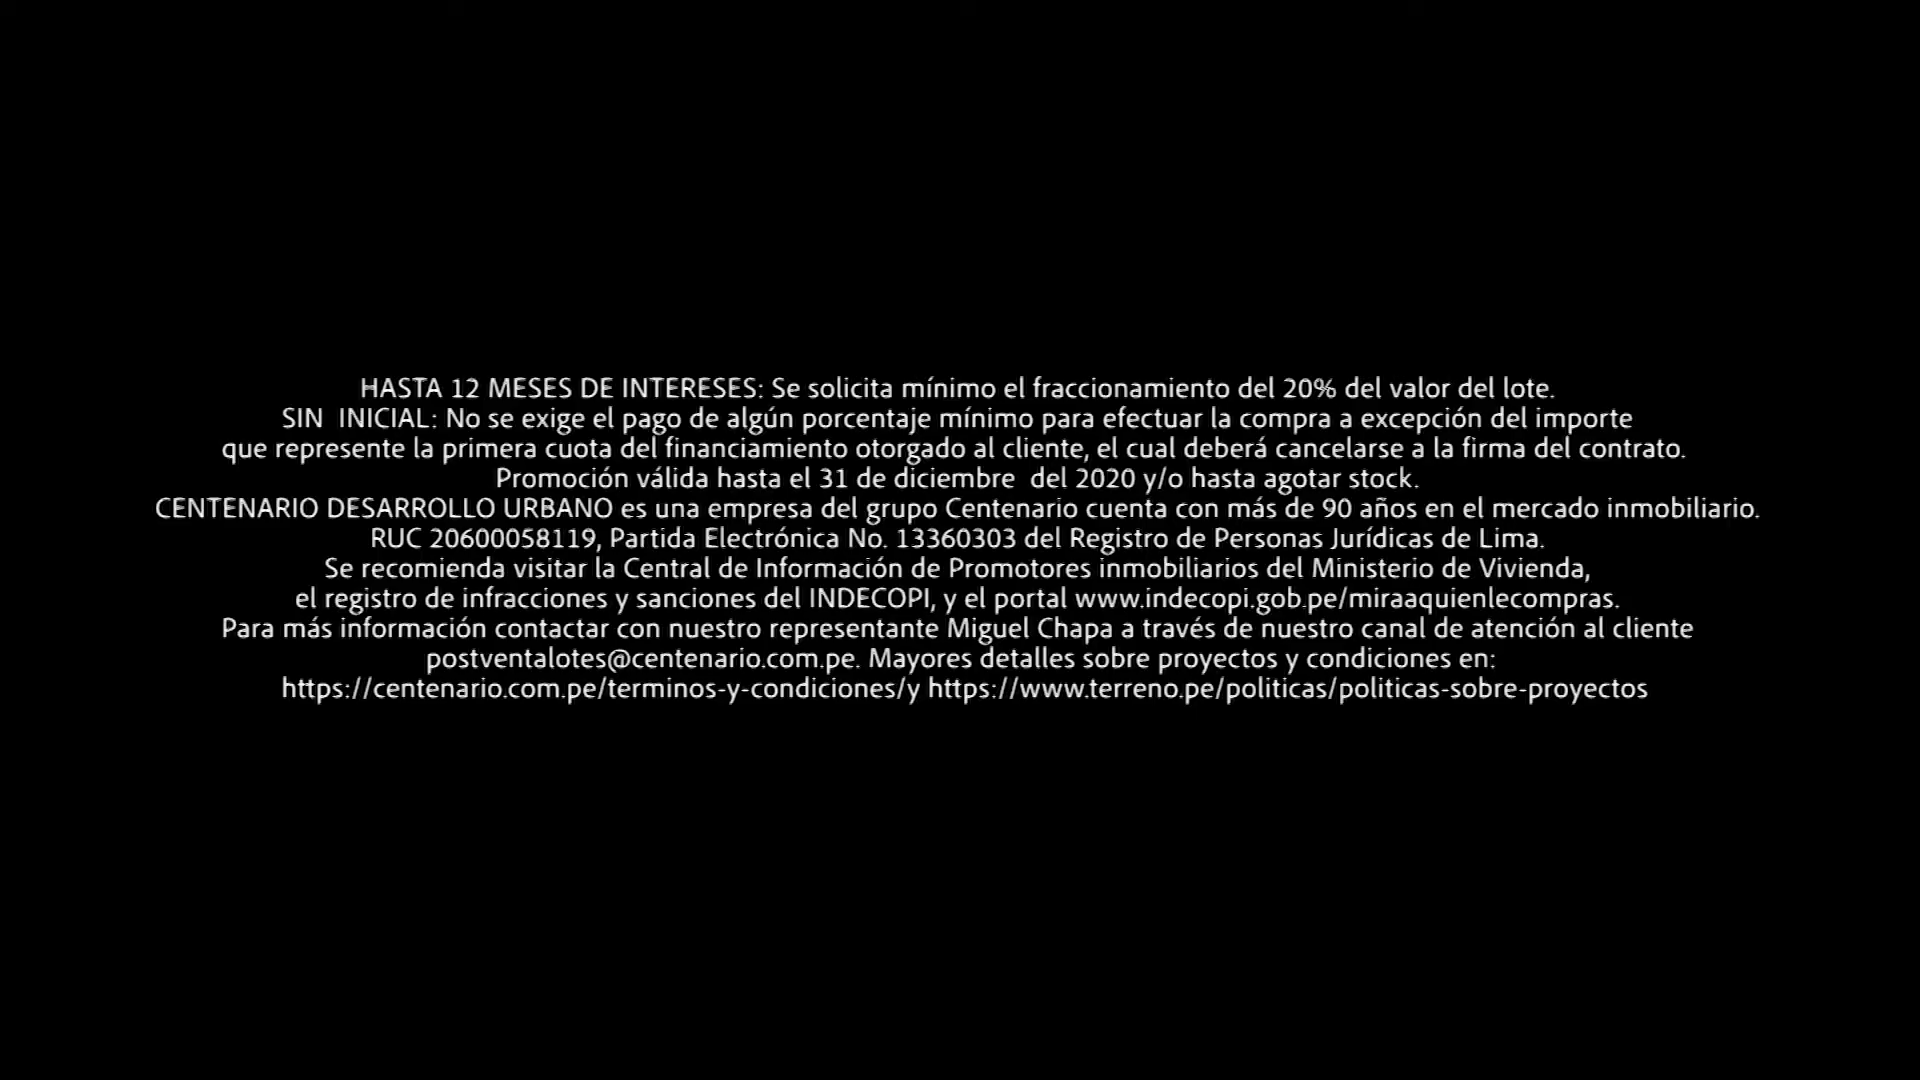 HASTA 12 MESES DE INTERESES: Se solicita mínimo el fraccionamiento del 20% del valor del lote.
SIN  INICIAL: No se exige el pago de algún porcentaje mínimo para efectuar la compra a excepción del importe
que represente la primera cuota del financiamiento otorgado al cliente, el cual deberá cancelarse a la firma del contrato.
Promoción válida hasta el 31 de diciembre  del 2020 y/o hasta agotar stock.
CENTENARIO DESARROLLO URBANO es una empresa del grupo Centenario cuenta con más de 90 años en el mercado inmobiliario.
RUC 20600058119, Partida Electrónica No. 13360303 del Registro de Personas Jurídicas de Lima.
Se recomienda visitar la Central de Información de Promotores inmobiliarios del Ministerio de Vivienda,
el registro de infracciones y sanciones del INDECOPI, y el portal www.indecopi.gob.pe/miraaquienlecompras.
Para más información contactar con nuestro representante Miguel Chapa a través de nuestro canal de atención al cliente
postventalotes@centenario.com.pe. Mayores detalles sobre proyectos y condiciones en:
https://centenario.com.pe/terminos-y-condiciones/y https://www.terreno.pe/politicas/politicas-sobre-proyectos